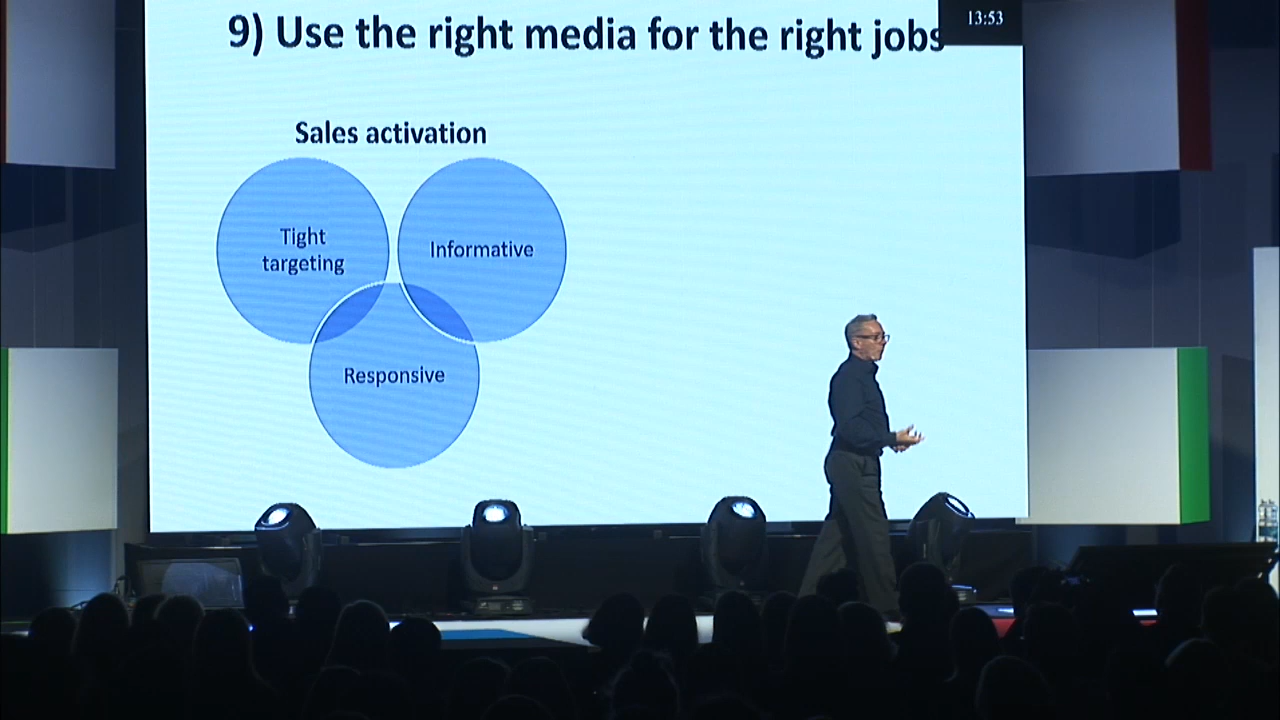 9) Use the right media for the right jobs
13:53
Sales activation
Tight
targeting
Informative
Responsive